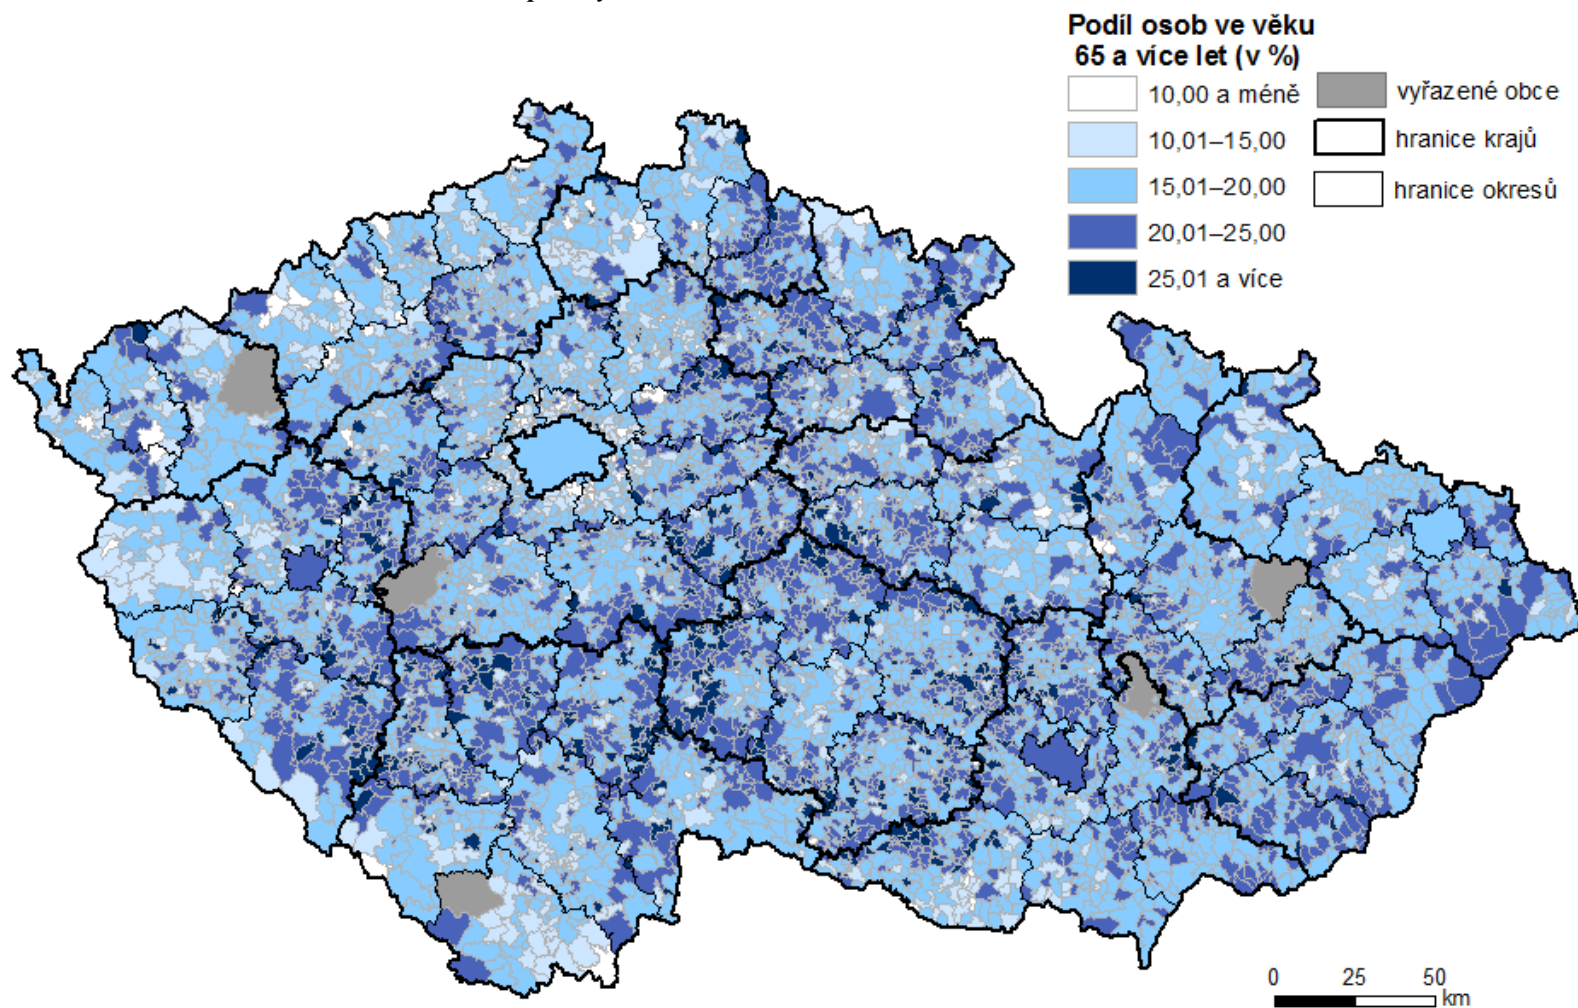 Podíl osob ve věku
65 a více let (v %)
10,00 a méně
10,01–15,00
15,01–20,00
20,01–25,00
25,01 a více
vyřazené obce
hranice krajů
hranice okresů
0 25 50
km